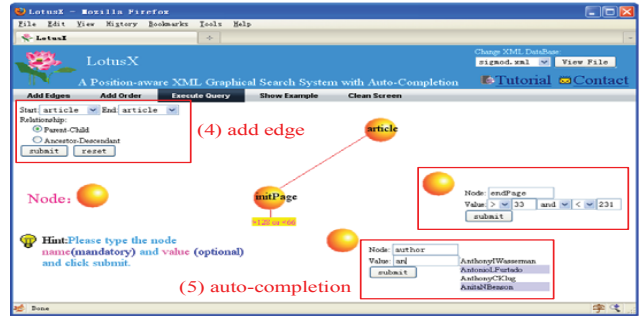 LotusX - Mozilla Firefox
File Edit View History Bookmarks Tools Help
LotusX
LotusX
Change XML DataBase:
sigmod.xml View File
A Position-aware XML Graphical Search System with Auto-Completion
Tutorial Contact
Add Edges Add Order Execute Query Show Example Clean Screen
Start: article End: article
Relationship:
Parent-Child
Ancestor-Descendant
submit reset
(4) add edge
article
Node:
initPage
>128 or <66
Node: endPage
Value: > 33 and < 231
submit
Hint:Please type the node
name(mandatory) and value (optional)
and click submit.
Node: author
Value: an
submit
AnthonyIWasserman
AntonioLFurtado
AnthonyCKlug
AnitaNBenson
(5) auto-completion
Done